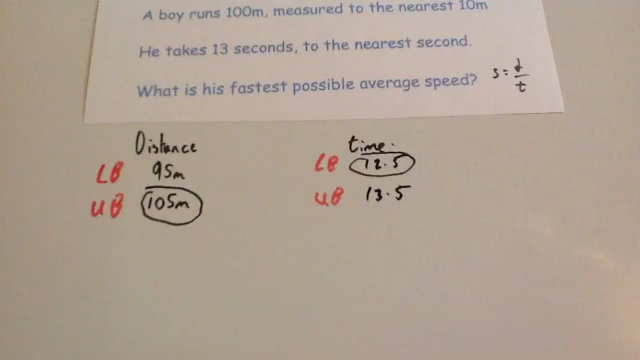 A boy runs 100m, measured to the nearest 10m
He takes 13 seconds, to the nearest second.
What is his fastest possible average speed? s = d/t
Distance time.
LB 95m LB 12.5
UB 105m UB 13.5